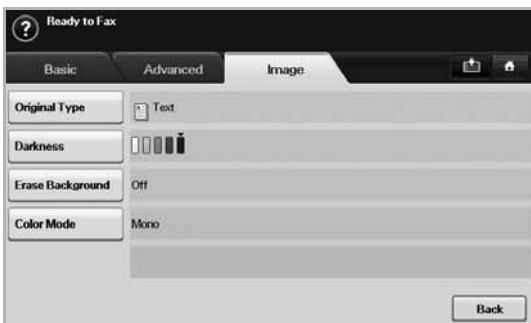 ? Ready to Fax
Basic Advanced Image
Original Type Text
Darkness
Erase Background Off
Color Mode Mono
Back